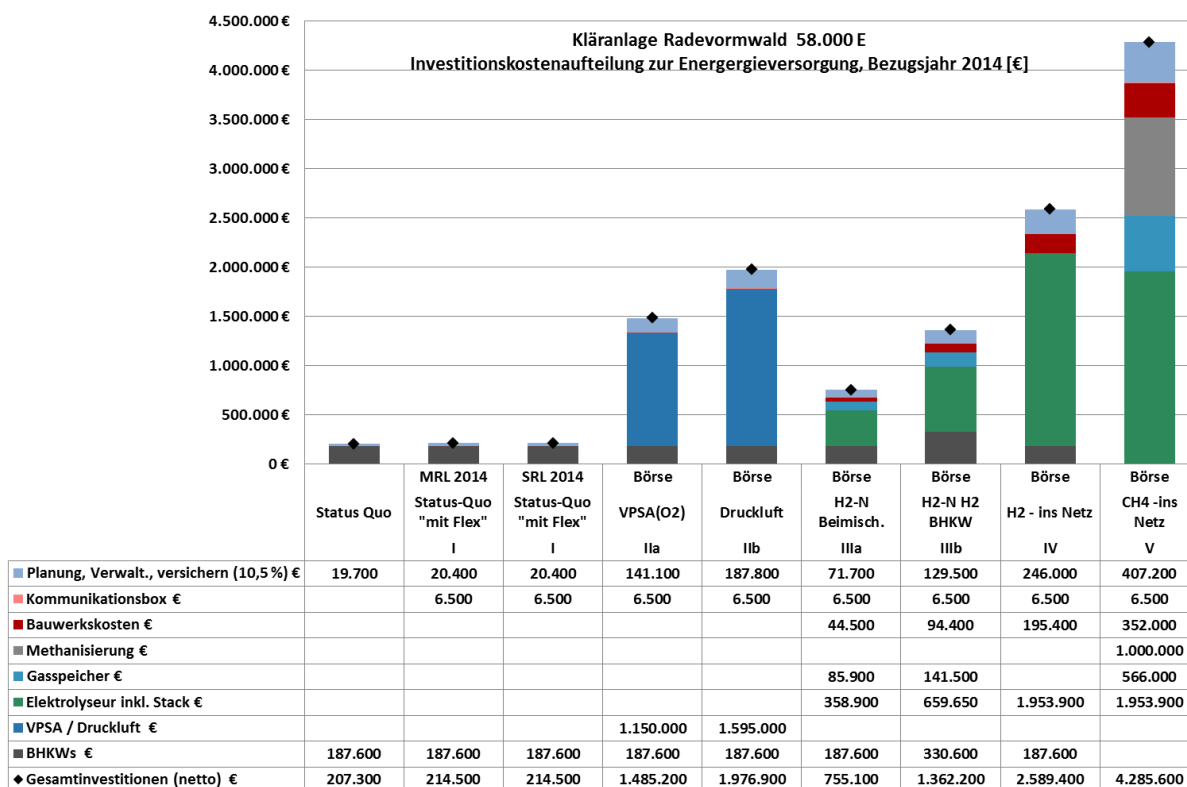 Kläranlage Radevormwald 58.000 E
Investitionskostenaufteilung zur Energergieversorgung, Bezugsjahr 2014 [€]
4.500.000 €
4.000.000 €
3.500.000 €
3.000.000 €
2.500.000 €
2.000.000 €
1.500.000 €
1.000.000 €
500.000 €
0 €
Status Quo
MRL 2014 Status-Quo "mit Flex" I
SRL 2014 Status-Quo "mit Flex" I
Börse VPSA(O2) IIa
Börse Druckluft IIb
Börse H2-N Beimisch. IIIa
Börse H2-N H2 BHKW IIIb
Börse H2 - ins Netz IV
Börse CH4 -ins Netz V
Planung, Verwalt., versichern (10,5 %) € 19.700 20.400 20.400 141.100 187.800 71.700 129.500 246.000 407.200
Kommunikationsbox € 6.500 6.500 6.500 6.500 6.500 6.500 6.500 6.500
Bauwerkskosten € 44.500 94.400 195.400 352.000
Methanisierung € 1.000.000
Gasspeicher € 85.900 141.500 566.000
Elektrolyseur inkl. Stack € 358.900 659.650 1.953.900 1.953.900
VPSA / Druckluft € 1.150.000 1.595.000
BHKWs € 187.600 187.600 187.600 187.600 187.600 187.600 330.600 187.600
Gesamtinvestitionen (netto) € 207.300 214.500 214.500 1.485.200 1.976.900 755.100 1.362.200 2.589.400 4.285.600